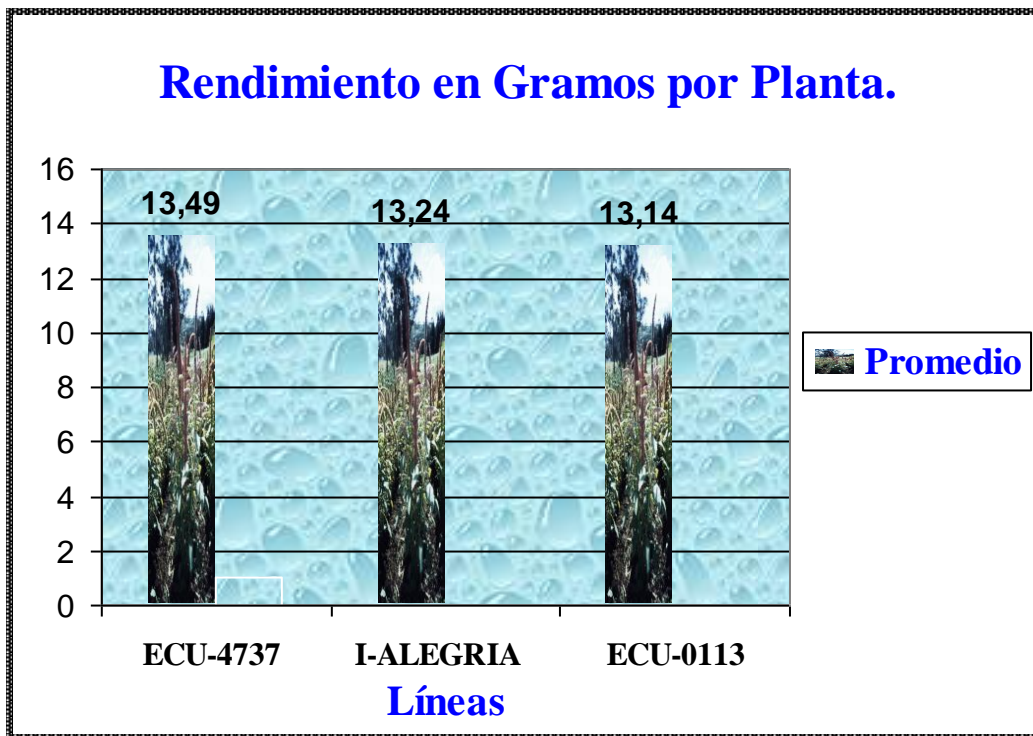 Rendimiento en Gramos por Planta.
16
14
12
10
8
6
4
2
0
13,49
13,24
13,14
Promedio
ECU-4737
I-ALEGRIA
ECU-0113
Líneas